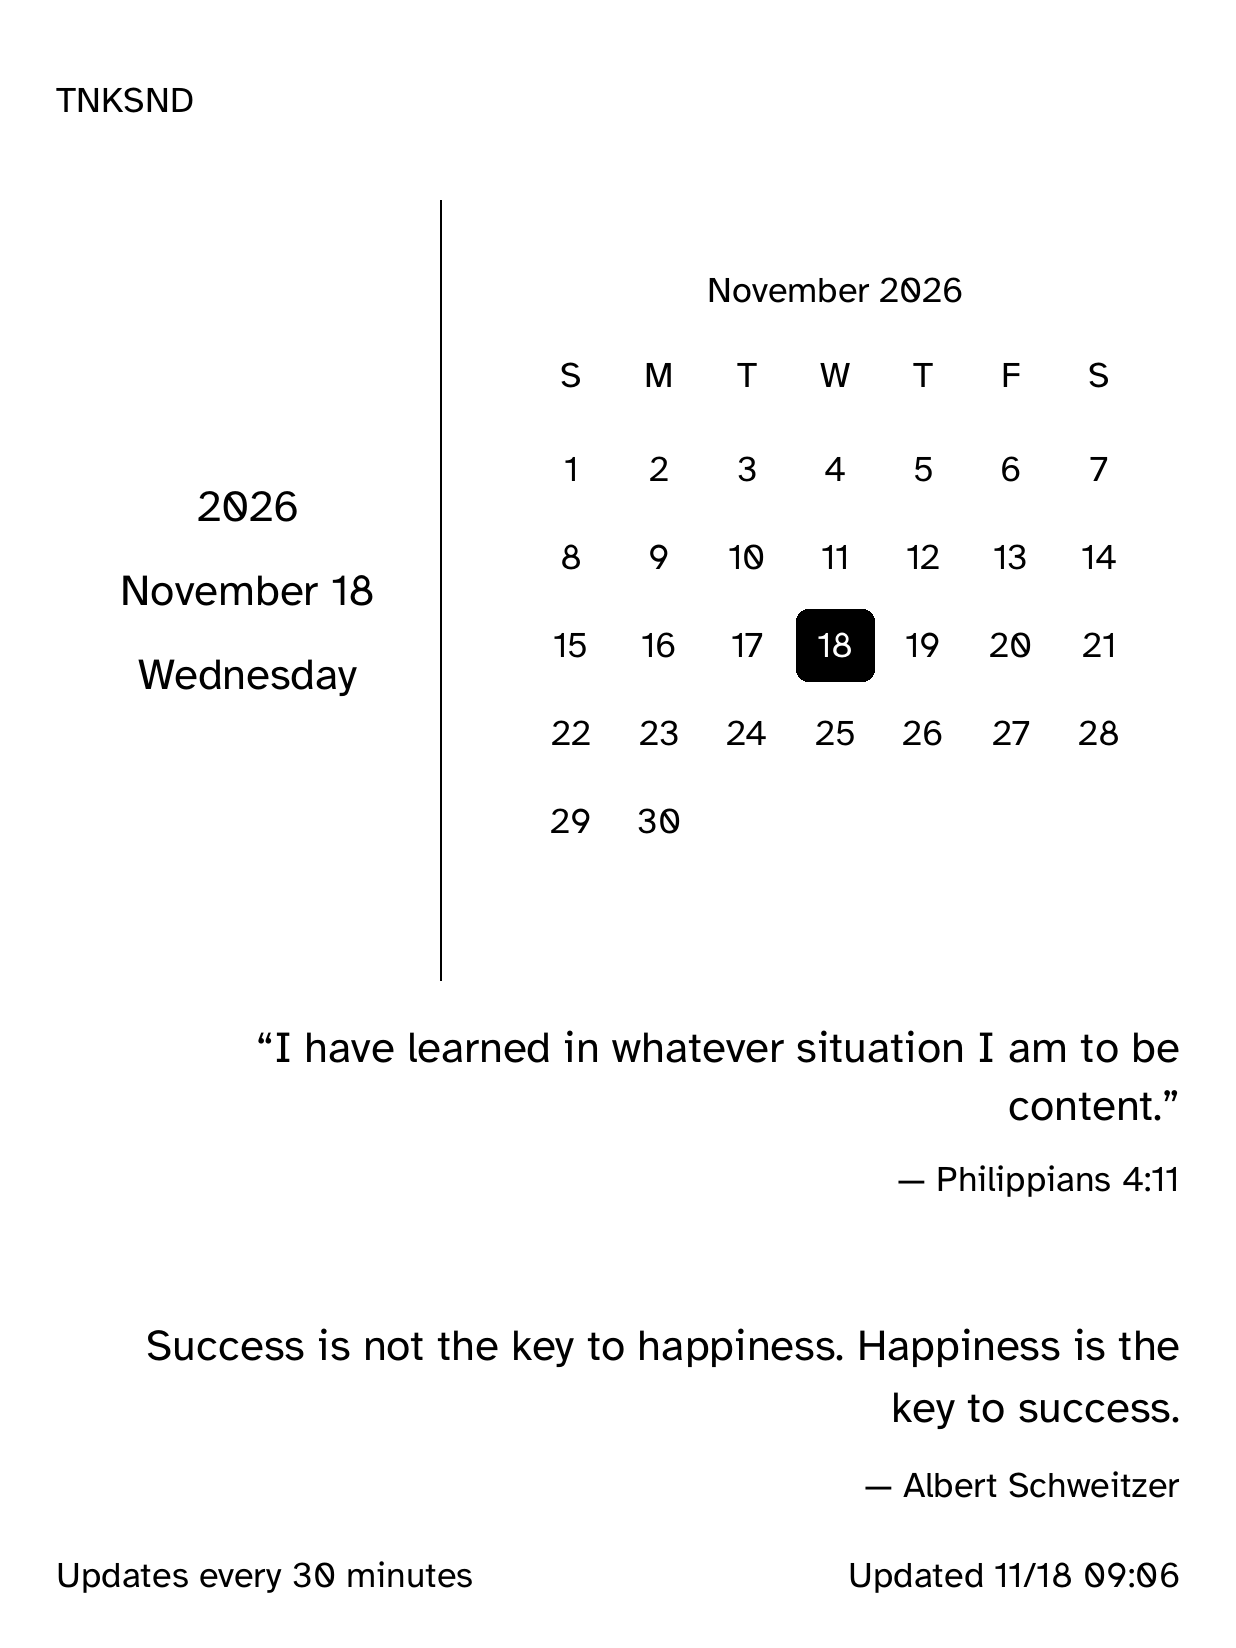 TNKSND
2026
November 18
Wednesday
November 2026
S M T W T F S
1 2 3 4 5 6 7
8 9 10 11 12 13 14
15 16 17 18 19 20 21
22 23 24 25 26 27 28
29 30
“I have learned in whatever situation I am to be
content.”
— Philippians 4:11
Success is not the key to happiness. Happiness is the
key to success.
— Albert Schweitzer
Updates every 30 minutes
Updated 11/18 09:06